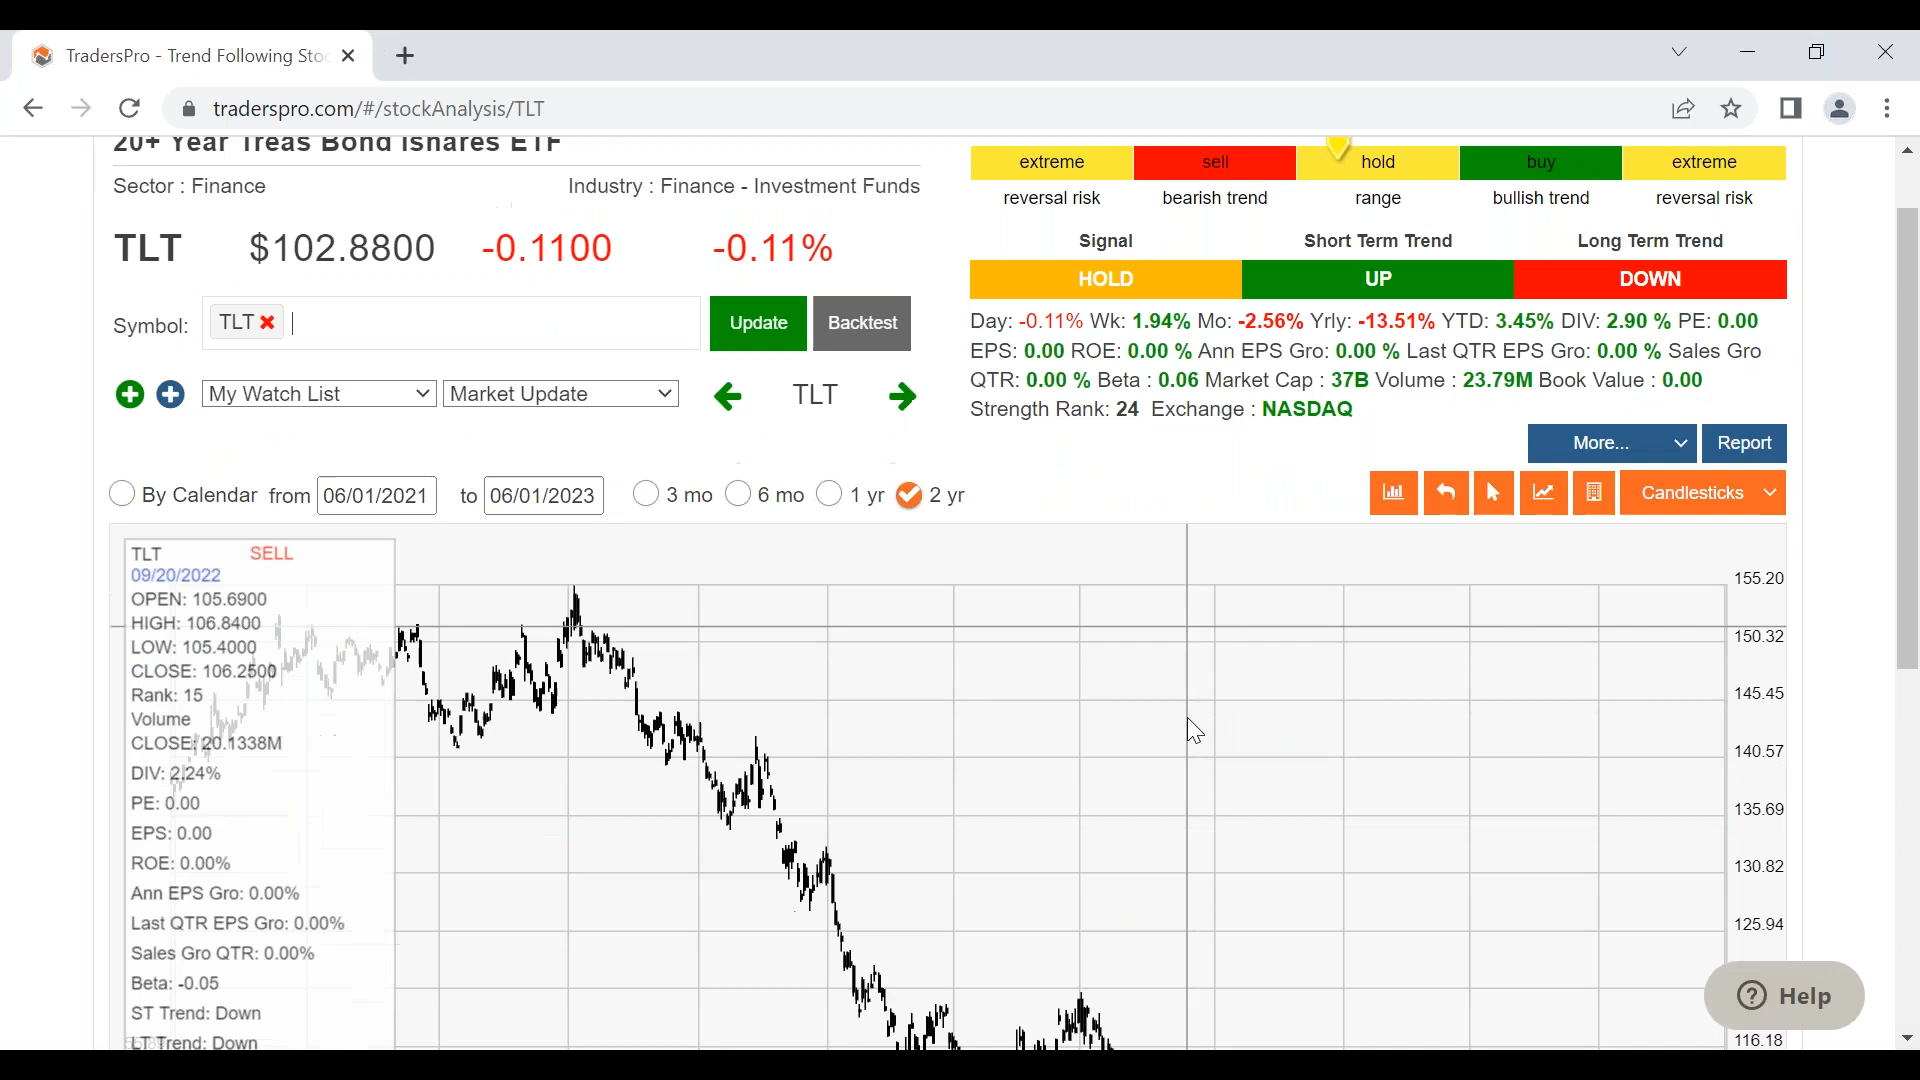 TradersPro - Trend Following Sto
traderspro.com/#/stockAnalysis/TLT
20+ Year Treas Bond Ishares ETF
Sector : Finance
Industry : Finance - Investment Funds
TLT $102.8800 -0.1100 -0.11%
Symbol: TLT Update Backtest
My Watch List Market Update TLT
extreme sell hold buy extreme
reversal risk bearish trend range bullish trend reversal risk
Signal Short Term Trend Long Term Trend
HOLD UP DOWN
Day: -0.11% Wk: 1.94% Mo: -2.56% Yrly: -13.51% YTD: 3.45% DIV: 2.90 % PE: 0.00
EPS: 0.00 ROE: 0.00 % Ann EPS Gro: 0.00 % Last QTR EPS Gro: 0.00 % Sales Gro
QTR: 0.00 % Beta : 0.06 Market Cap : 37B Volume : 23.79M Book Value : 0.00
Strength Rank: 24 Exchange : NASDAQ
More... Report
By Calendar from 06/01/2021 to 06/01/2023 3 mo 6 mo 1 yr 2 yr
Candlesticks
TLT SELL
09/20/2022
OPEN: 105.6900
HIGH: 106.8400
LOW: 105.4000
CLOSE: 106.2500
Rank: 15
Volume
CLOSE: 20.1338M
DIV: 2.24%
PE: 0.00
EPS: 0.00
ROE: 0.00%
Ann EPS Gro: 0.00%
Last QTR EPS Gro: 0.00%
Sales Gro QTR: 0.00%
Beta: -0.05
ST Trend: Down
LT Trend: Down
155.20
150.32
145.45
140.57
135.69
130.82
125.94
116.18
Help